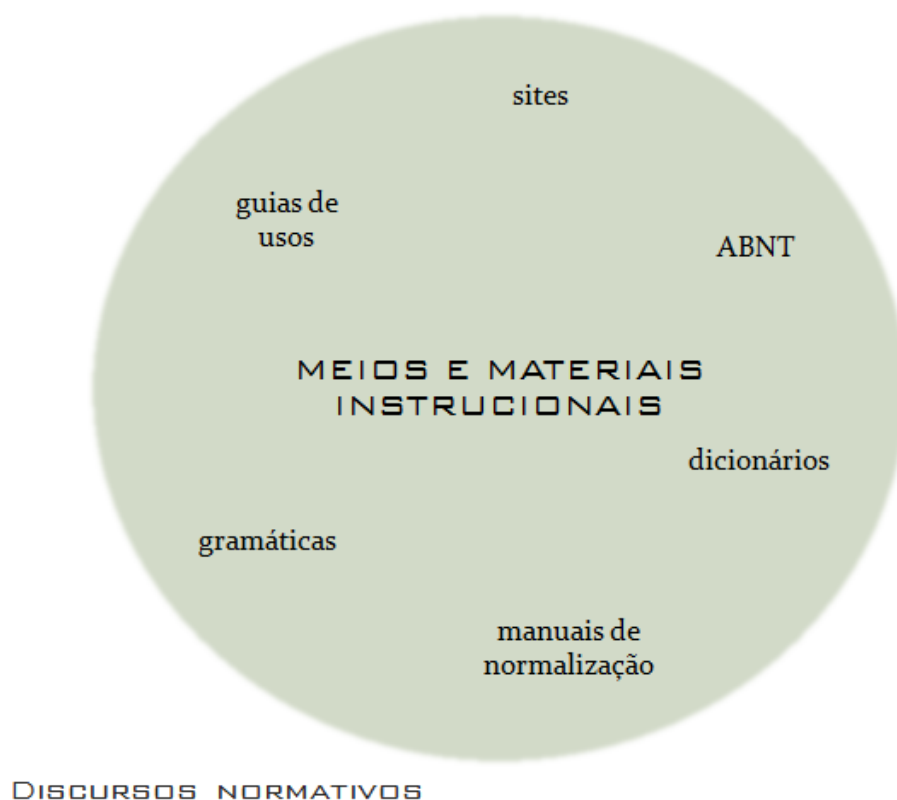 sites
guias de
usos
ABNT
MEIOS E MATERIAIS
INSTRUCIONAIS
dicionários
gramáticas
manuais de
normalização
DISCURSOS NORMATIVOS